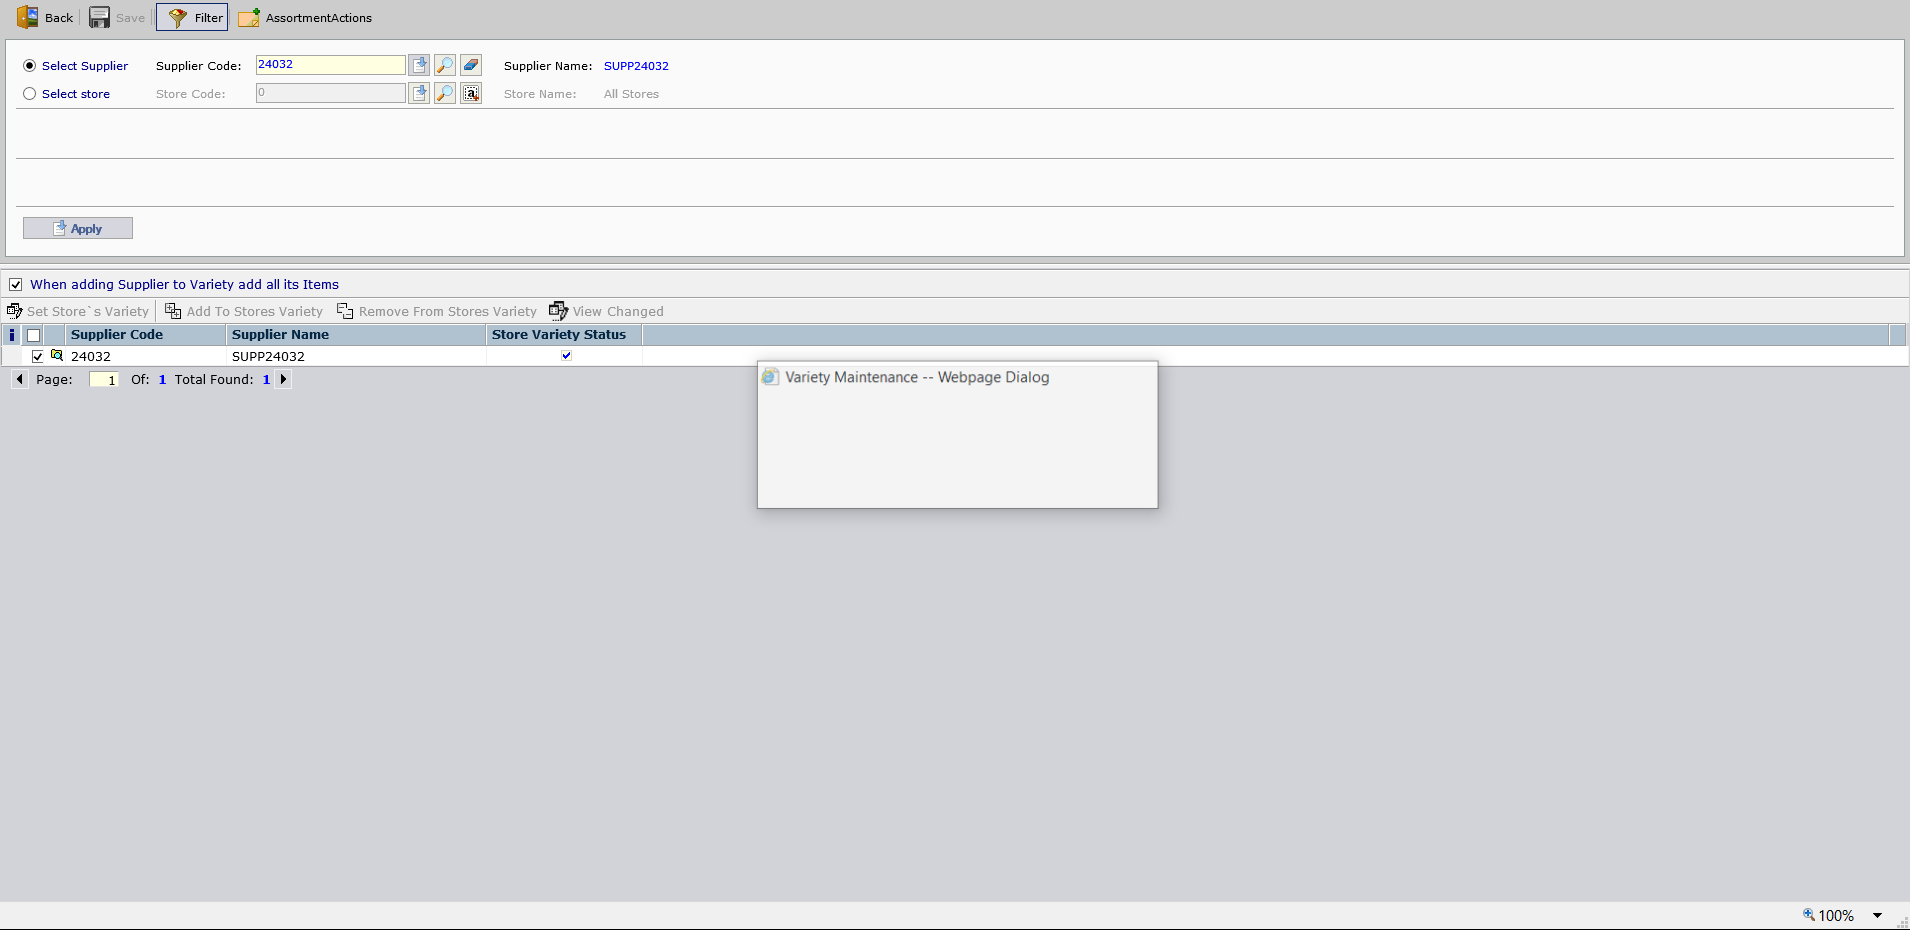 Back Save Filter AssortmentActions
Select Supplier Supplier Code: 24032 Supplier Name: SUPP24032
Select store Store Code: 0 a Store Name: All Stores
Apply
When adding Supplier to Variety add all its Items
Set Store`s Variety Add To Stores Variety Remove From Stores Variety View Changed
i Supplier Code Supplier Name Store Variety Status
24032 SUPP24032
Page: 1 Of: 1 Total Found: 1
Variety Maintenance -- Webpage Dialog
100%